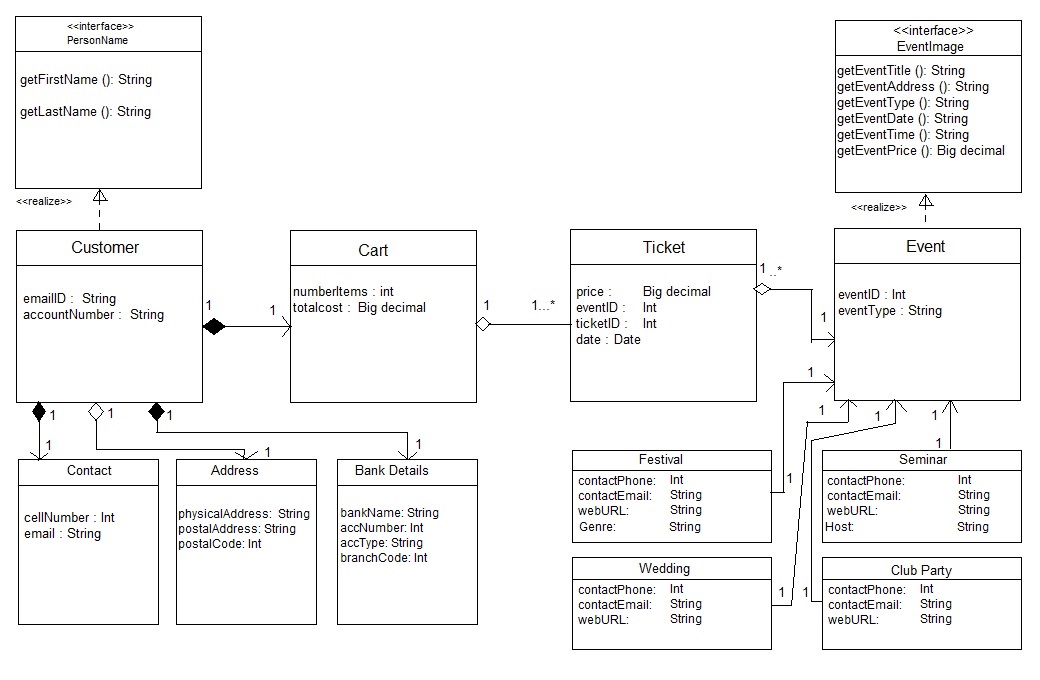 <<interface>>
PersonName
getFirstName (): String
getLastName (): String
<<realize>>
<<interface>>
EventImage
getEventTitle (): String
getEventAddress (): String
getEventType (): String
getEventDate (): String
getEventTime (): String
getEventPrice (): Big decimal
<<realize>>
Customer
emailID : String
accountNumber : String
1
1
Cart
numberItems : int
totalcost : Big decimal
1
1...*
Ticket
price : Big decimal
eventID : Int
ticketID : Int
date : Date
1 ..*
1
Event
eventID : Int
eventType : String
1
1
1
1
1
1
1
1
1
1
1
Contact
cellNumber : Int
email : String
Address
physicalAddress: String
postalAddress: String
postalCode: Int
Bank Details
bankName: String
accNumber: Int
accType: String
branchCode: Int
Festival
contactPhone: Int
contactEmail: String
webURL: String
Genre: String
1
Seminar
contactPhone: Int
contactEmail: String
webURL: String
Host: String
Wedding
contactPhone: Int
contactEmail: String
webURL: String
1
1
Club Party
contactPhone: Int
contactEmail: String
webURL: String